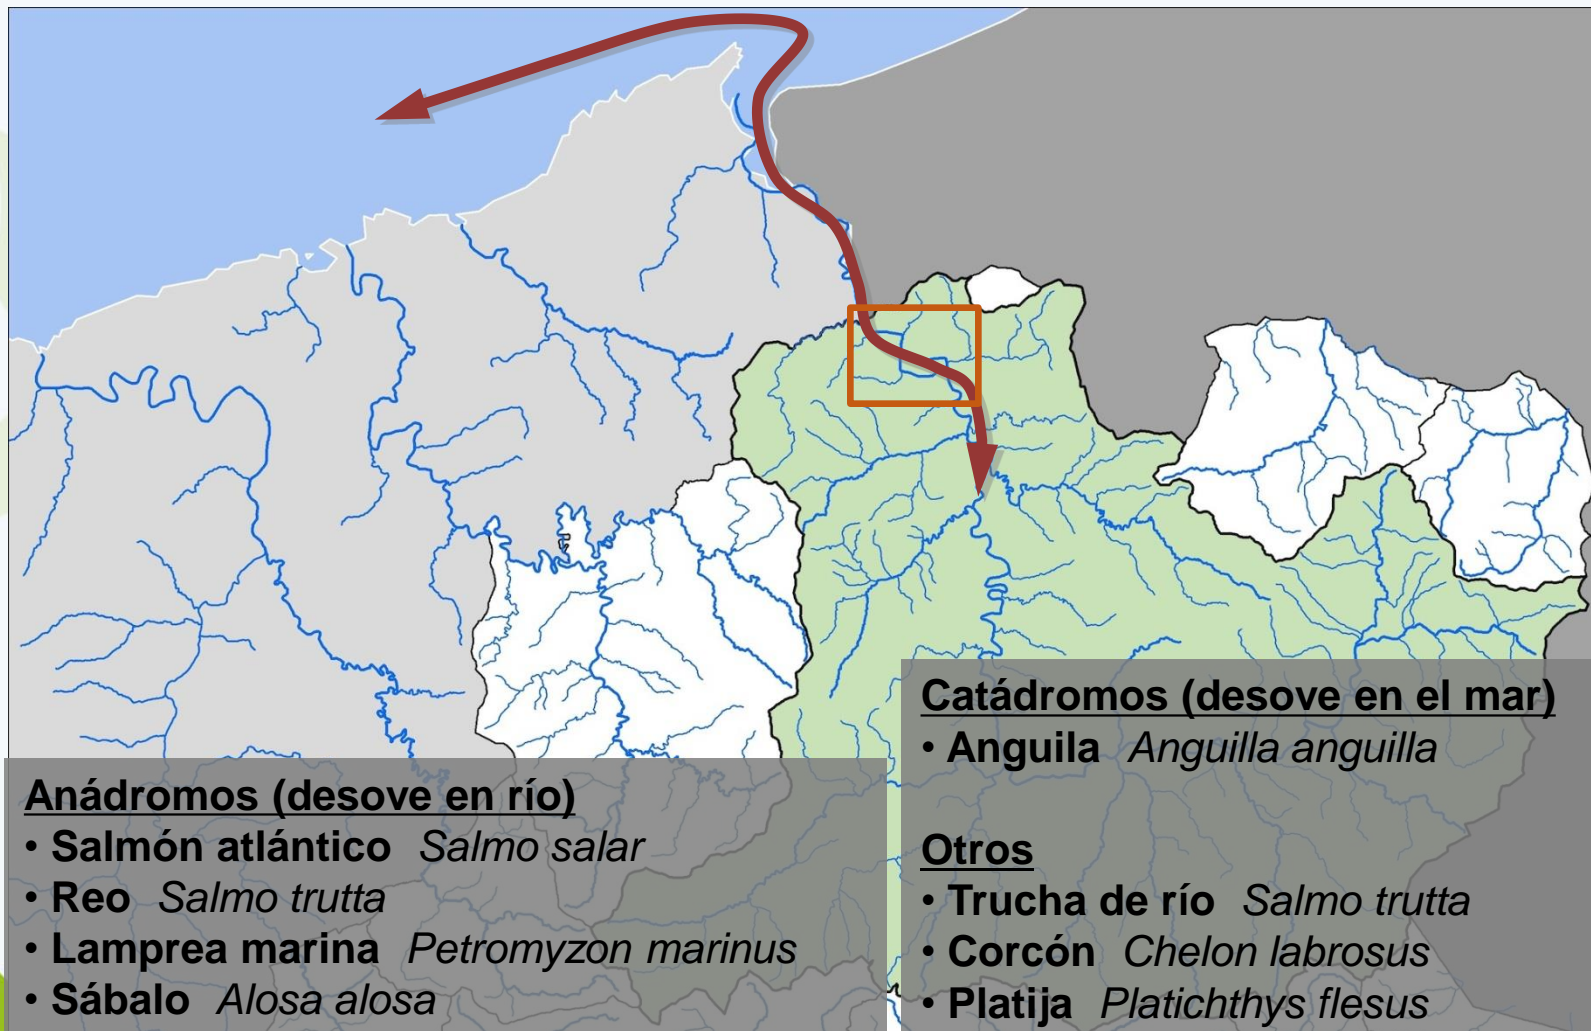 Anádromos (desove en río)
• Salmón atlántico Salmo salar
• Reo Salmo trutta
• Lamprea marina Petromyzon marinus
• Sábalo Alosa alosa
Catádromos (desove en el mar)
• Anguila Anguilla anguilla
Otros
• Trucha de río Salmo trutta
• Corcón Chelon labrosus
• Platija Platichthys flesus